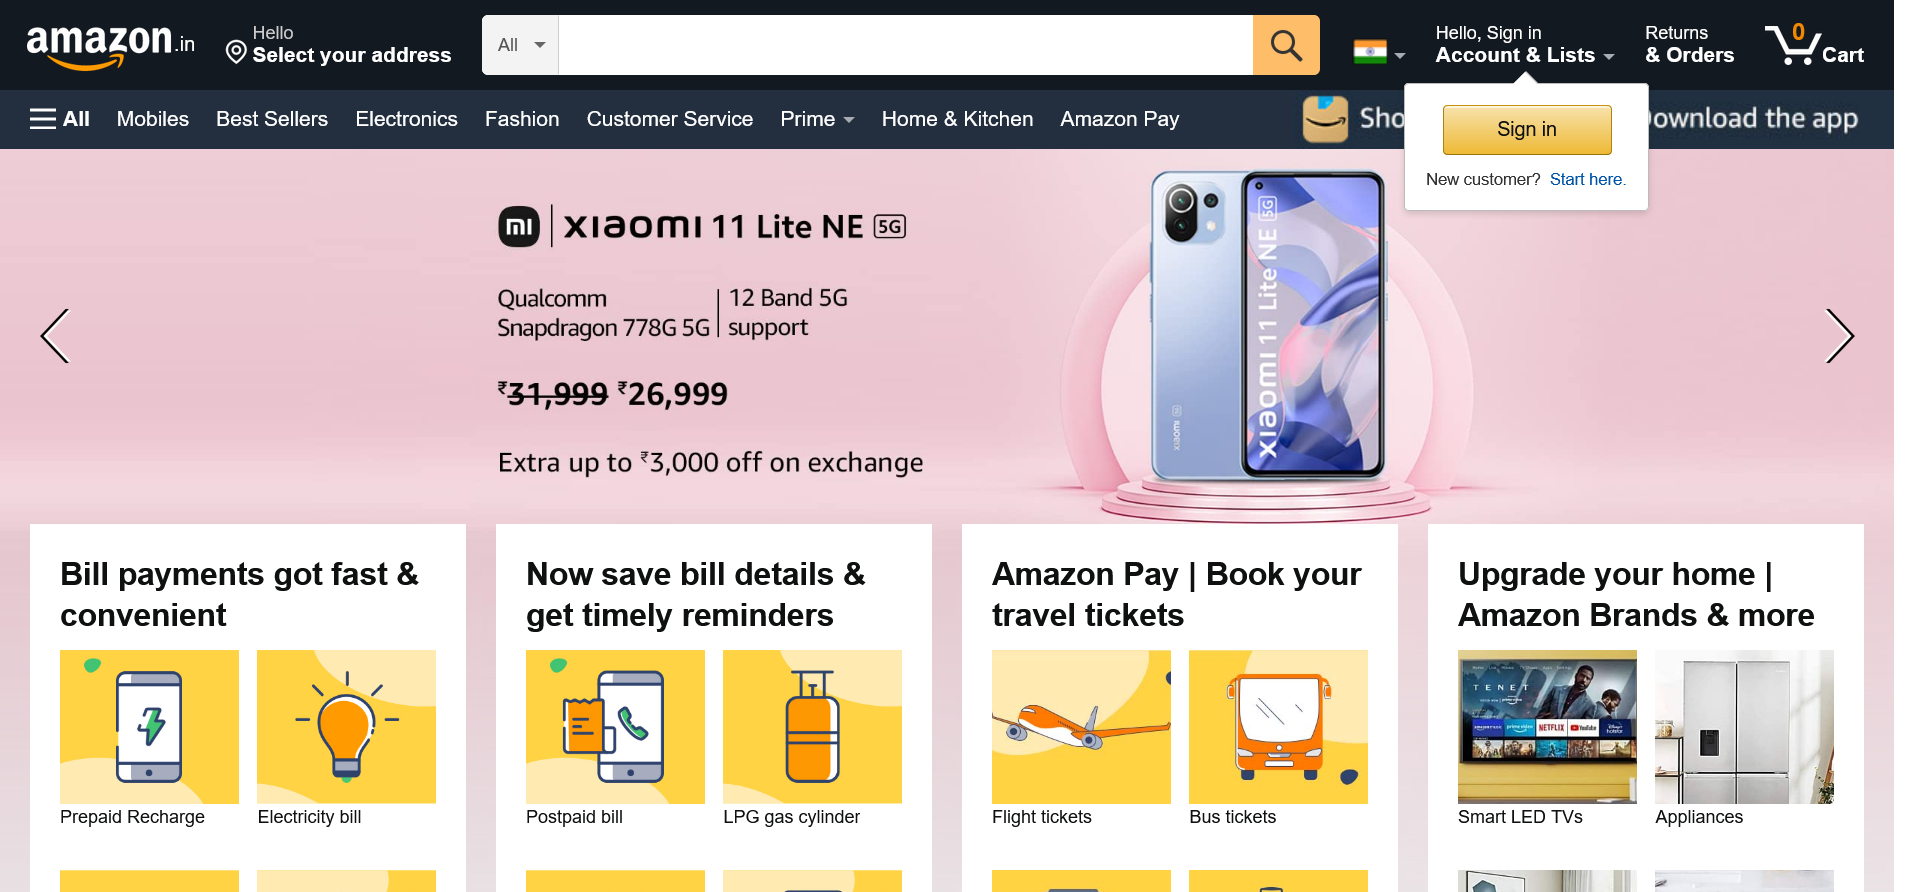 amazon.in
Hello
Select your address
All
Hello, Sign in
Account & Lists
Returns
& Orders
0
Cart
All
Mobiles
Best Sellers
Electronics
Fashion
Customer Service
Prime
Home & Kitchen
Amazon Pay
Sho
ownload the app
Sign in
New customer? Start here.
mi | xiaomi 11 Lite NE 5G
Qualcomm
Snapdragon 778G 5G
12 Band 5G
support
₹31,999 ₹26,999
Extra up to ₹3,000 off on exchange
xiaomi 11 Lite NE 5G
xiaomi 5G
Bill payments got fast &
convenient
Prepaid Recharge
Electricity bill
Now save bill details &
get timely reminders
Postpaid bill
LPG gas cylinder
Amazon Pay | Book your
travel tickets
Flight tickets
Bus tickets
Upgrade your home |
Amazon Brands & more
TENET
prime video
NETFLIX
YouTube
Smart LED TVs
Appliances